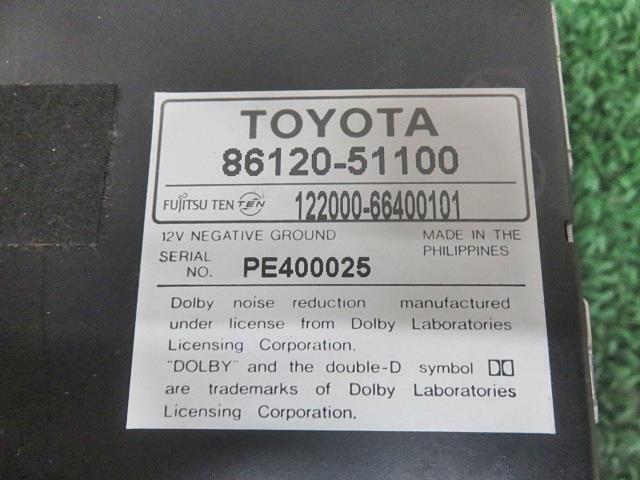 TOYOTA
86120-51100
FUJITSU TEN TEN 122000-66400101
12V NEGATIVE GROUND MADE IN THE
PHILIPPINES
SERIAL
NO. PE400025
Dolby noise reduction manufactured
under license from Dolby Laboratories
Licensing Corporation.
"DOLBY" and the double-D symbol
are trademarks of Dolby Laboratories
Licensing Corporation.